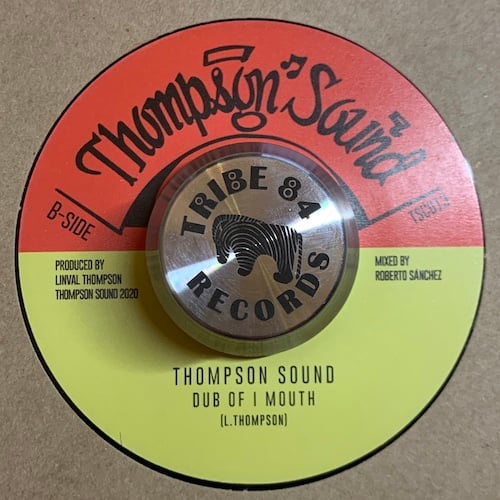 Thompson Sound
TRIBE 84
RECORDS
B-SIDE
PRODUCED BY
LINVAL THOMPSON
THOMPSON SOUND 2020
MIXED BY
ROBERTO SÁNCHEZ
THOMPSON SOUND
DUB OF I MOUTH
(L.THOMPSON)